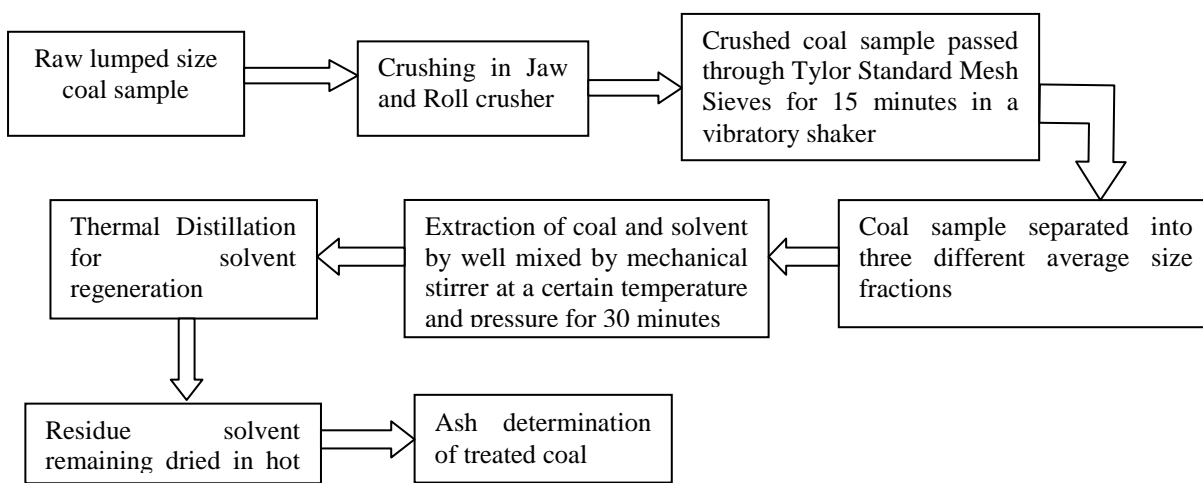 Raw lumped size
coal sample
Crushing in Jaw
and Roll crusher
Crushed coal sample passed
through Tylor Standard Mesh
Sieves for 15 minutes in a
vibratory shaker
Coal sample separated into
three different average size
fractions
Extraction of coal and solvent
by well mixed by mechanical
stirrer at a certain temperature
and pressure for 30 minutes
Thermal Distillation
for solvent
regeneration
Residue solvent
remaining dried in hot
Ash determination
of treated coal